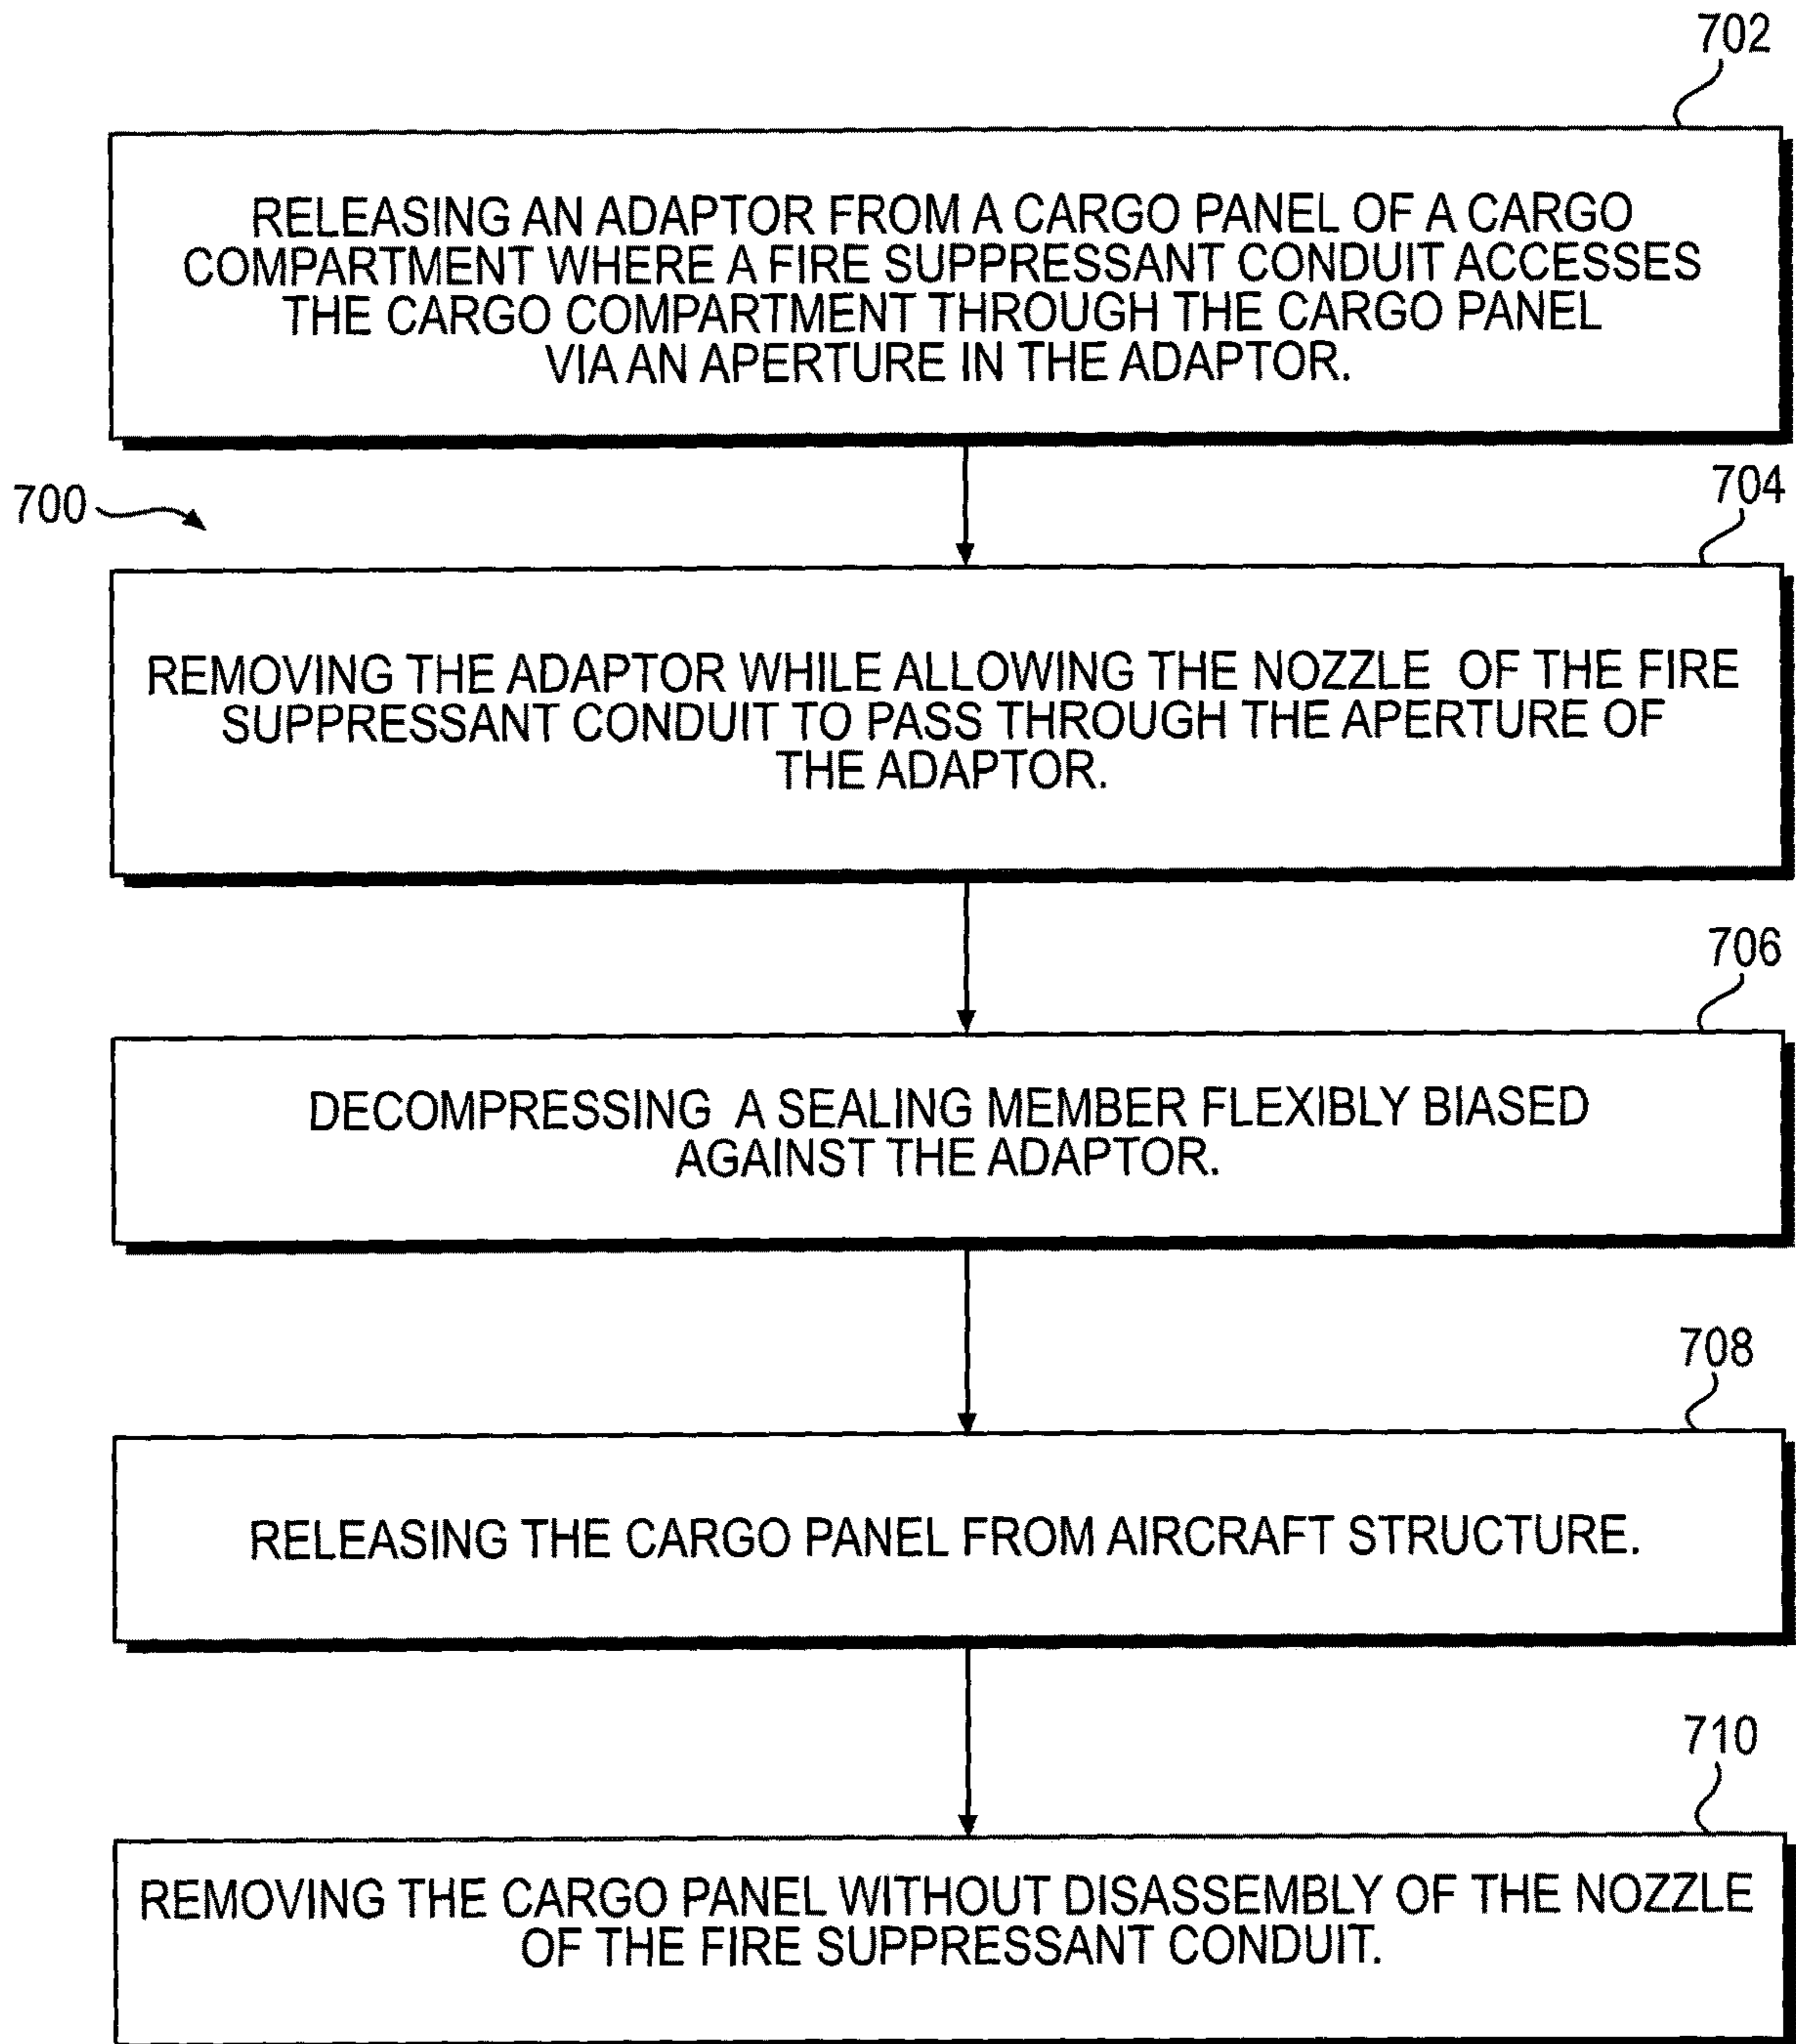 702
RELEASING AN ADAPTOR FROM A CARGO PANEL OF A CARGO
COMPARTMENT WHERE A FIRE SUPPRESSANT CONDUIT ACCESSES
THE CARGO COMPARTMENT THROUGH THE CARGO PANEL
VIA AN APERTURE IN THE ADAPTOR.
700
704
REMOVING THE ADAPTOR WHILE ALLOWING THE NOZZLE OF THE FIRE
SUPPRESSANT CONDUIT TO PASS THROUGH THE APERTURE OF
THE ADAPTOR.
706
DECOMPRESSING A SEALING MEMBER FLEXIBLY BIASED
AGAINST THE ADAPTOR.
708
RELEASING THE CARGO PANEL FROM AIRCRAFT STRUCTURE.
710
REMOVING THE CARGO PANEL WITHOUT DISASSEMBLY OF THE NOZZLE
OF THE FIRE SUPPRESSANT CONDUIT.